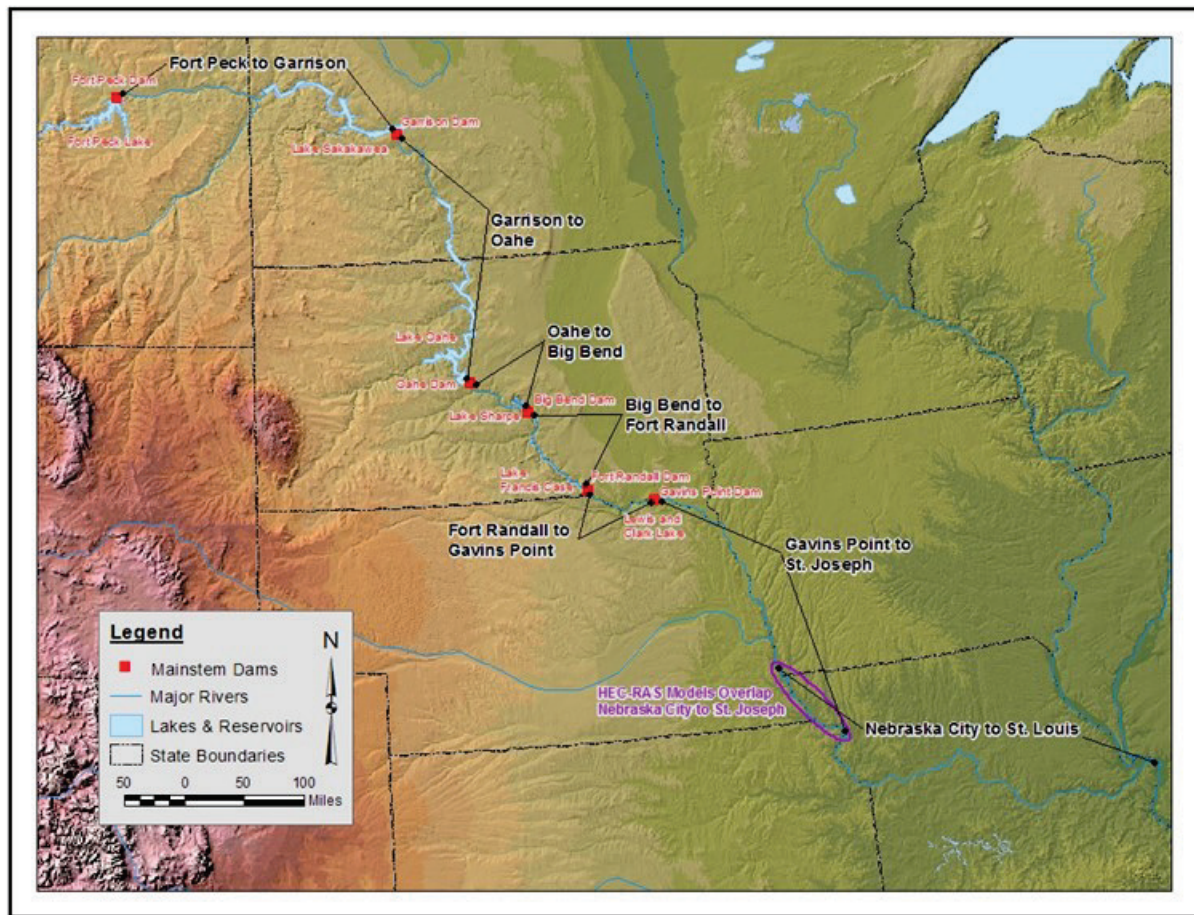 Fort Peck to Garrison
Fort Peck Dam
Fort Peck Lake
Garrison Dam
Lake Sakakawea
Garrison to
Oahe
Lake Oahe
Oahe to
Big Bend
Oahe Dam
Big Bend Dam
Lake Sharpe
Big Bend to
Fort Randall
Lake
Francis Case
Fort Randall Dam
Gavins Point Dam
Lewis and
Clark Lake
Fort Randall to
Gavins Point
Gavins Point to
St. Joseph
HEC-RAS Models Overlap
Nebraska City to St. Joseph
Nebraska City to St. Louis
Legend
N
Mainstem Dams
Major Rivers
Lakes & Reservoirs
State Boundaries
50 25 0 50 100
Miles